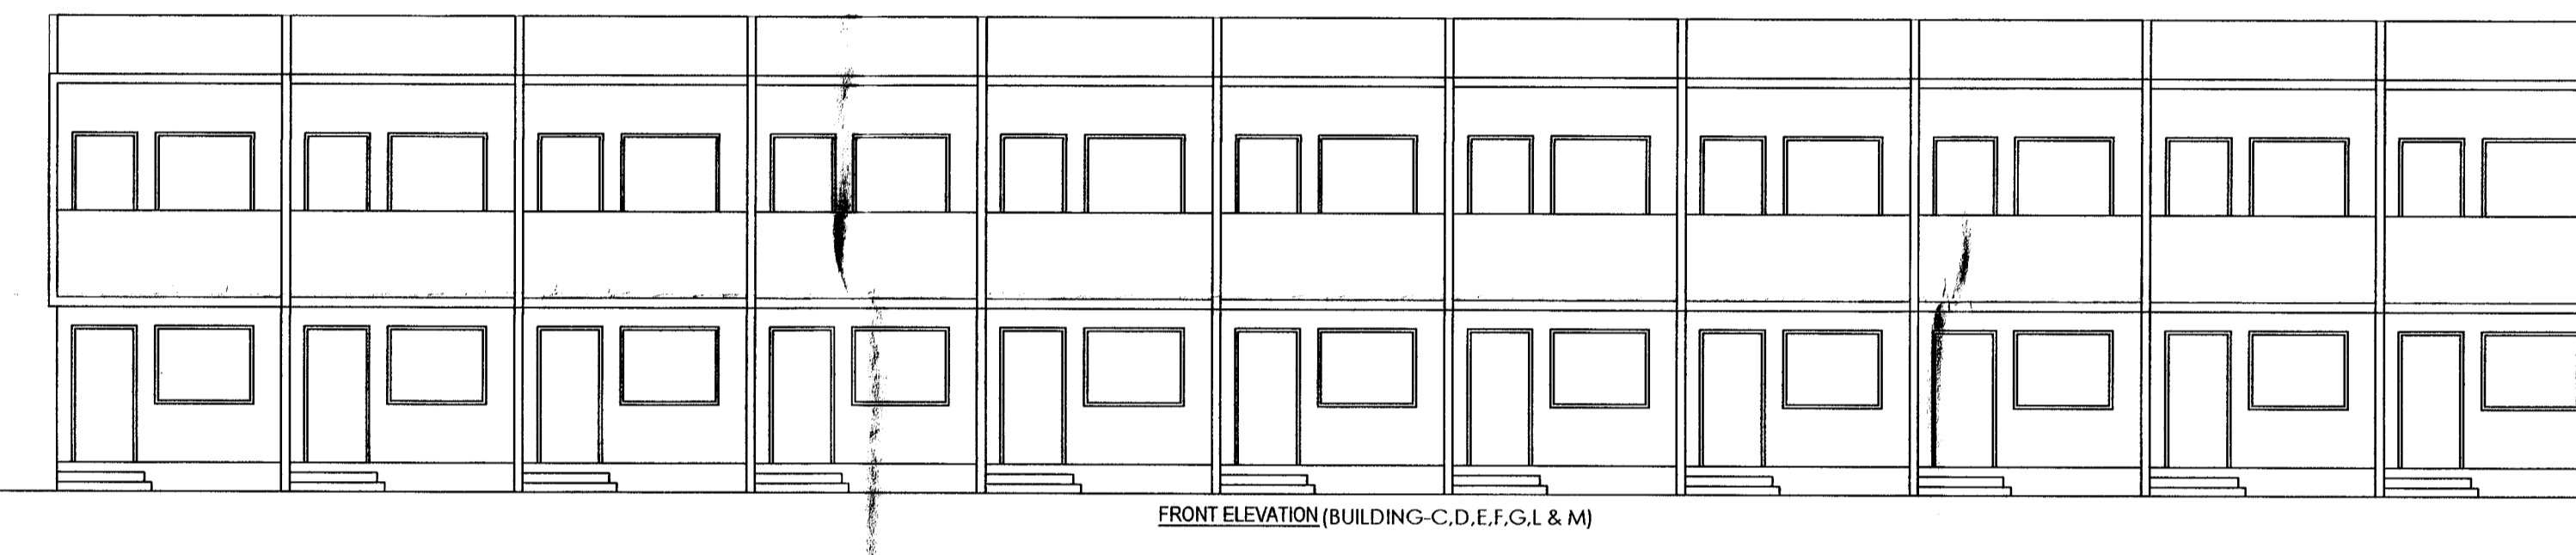 FRONT ELEVATION (BUILDING-C,D,E,F,G,L & M)